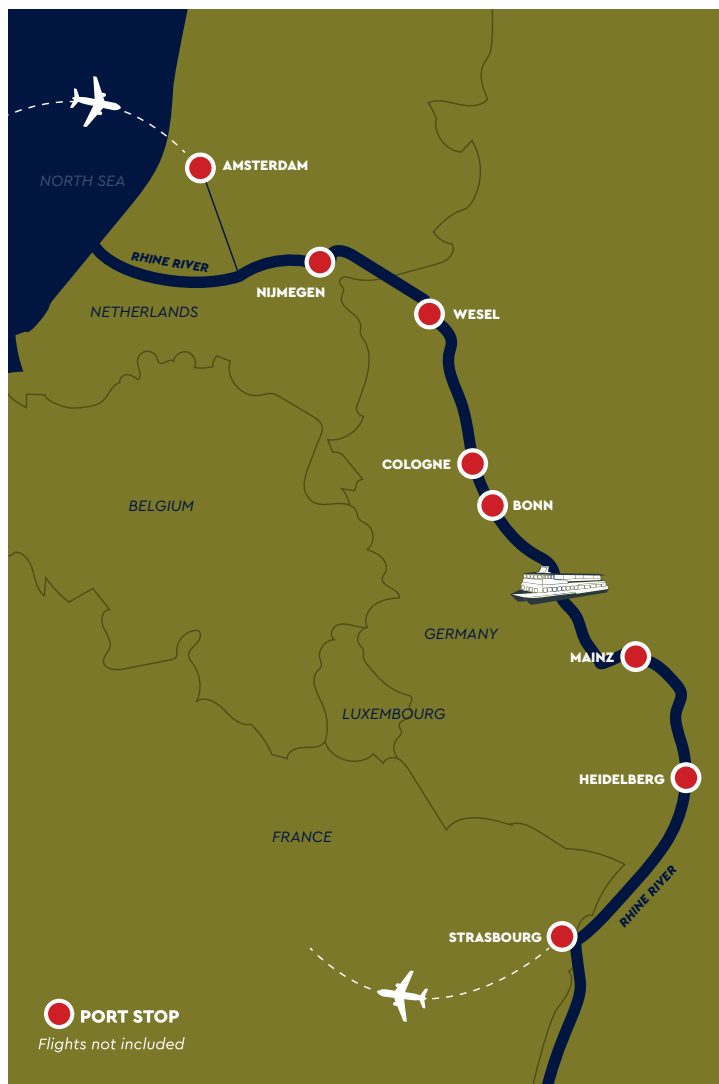 AMSTERDAM
NORTH SEA
RHINE RIVER
NIJMEGEN
NETHERLANDS
WESEL
COLOGNE
BELGIUM
BONN
GERMANY
MAINZ
LUXEMBOURG
HEIDELBERG
FRANCE
RHINE RIVER
STRASBOURG
PORT STOP
Flights not included